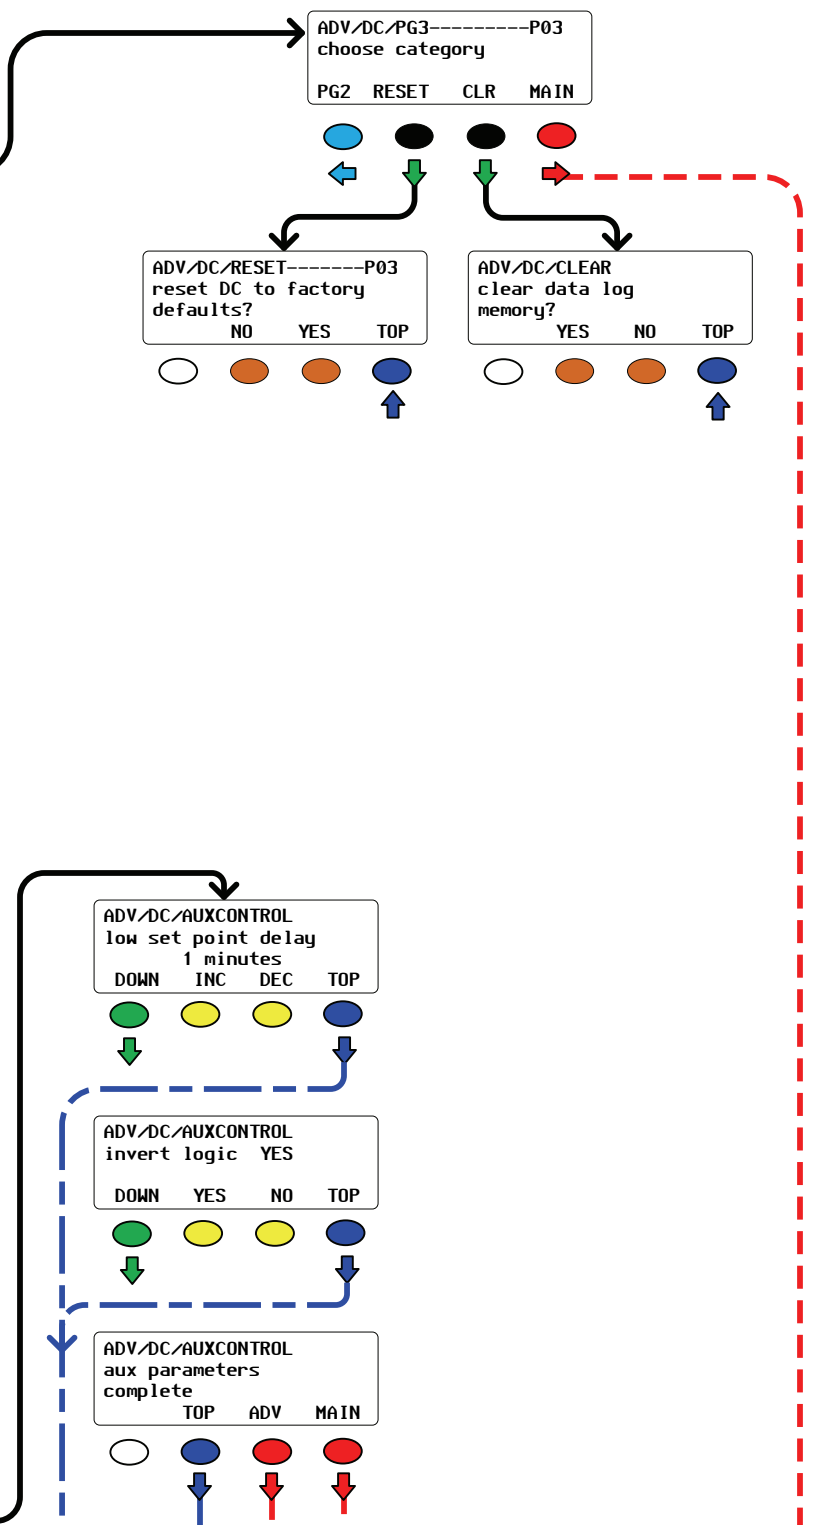 ADV/DC/PG3---------P03
choose category
PG2 RESET CLR MAIN
ADV/DC/RESET-------P03
reset DC to factory
defaults?
NO YES TOP
ADV/DC/CLEAR
clear data log
memory?
YES NO TOP
ADV/DC/AUXCONTROL
low set point delay
1 minutes
DOWN INC DEC TOP
ADV/DC/AUXCONTROL
invert logic YES
DOWN YES NO TOP
ADV/DC/AUXCONTROL
aux parameters
complete
TOP ADV MAIN